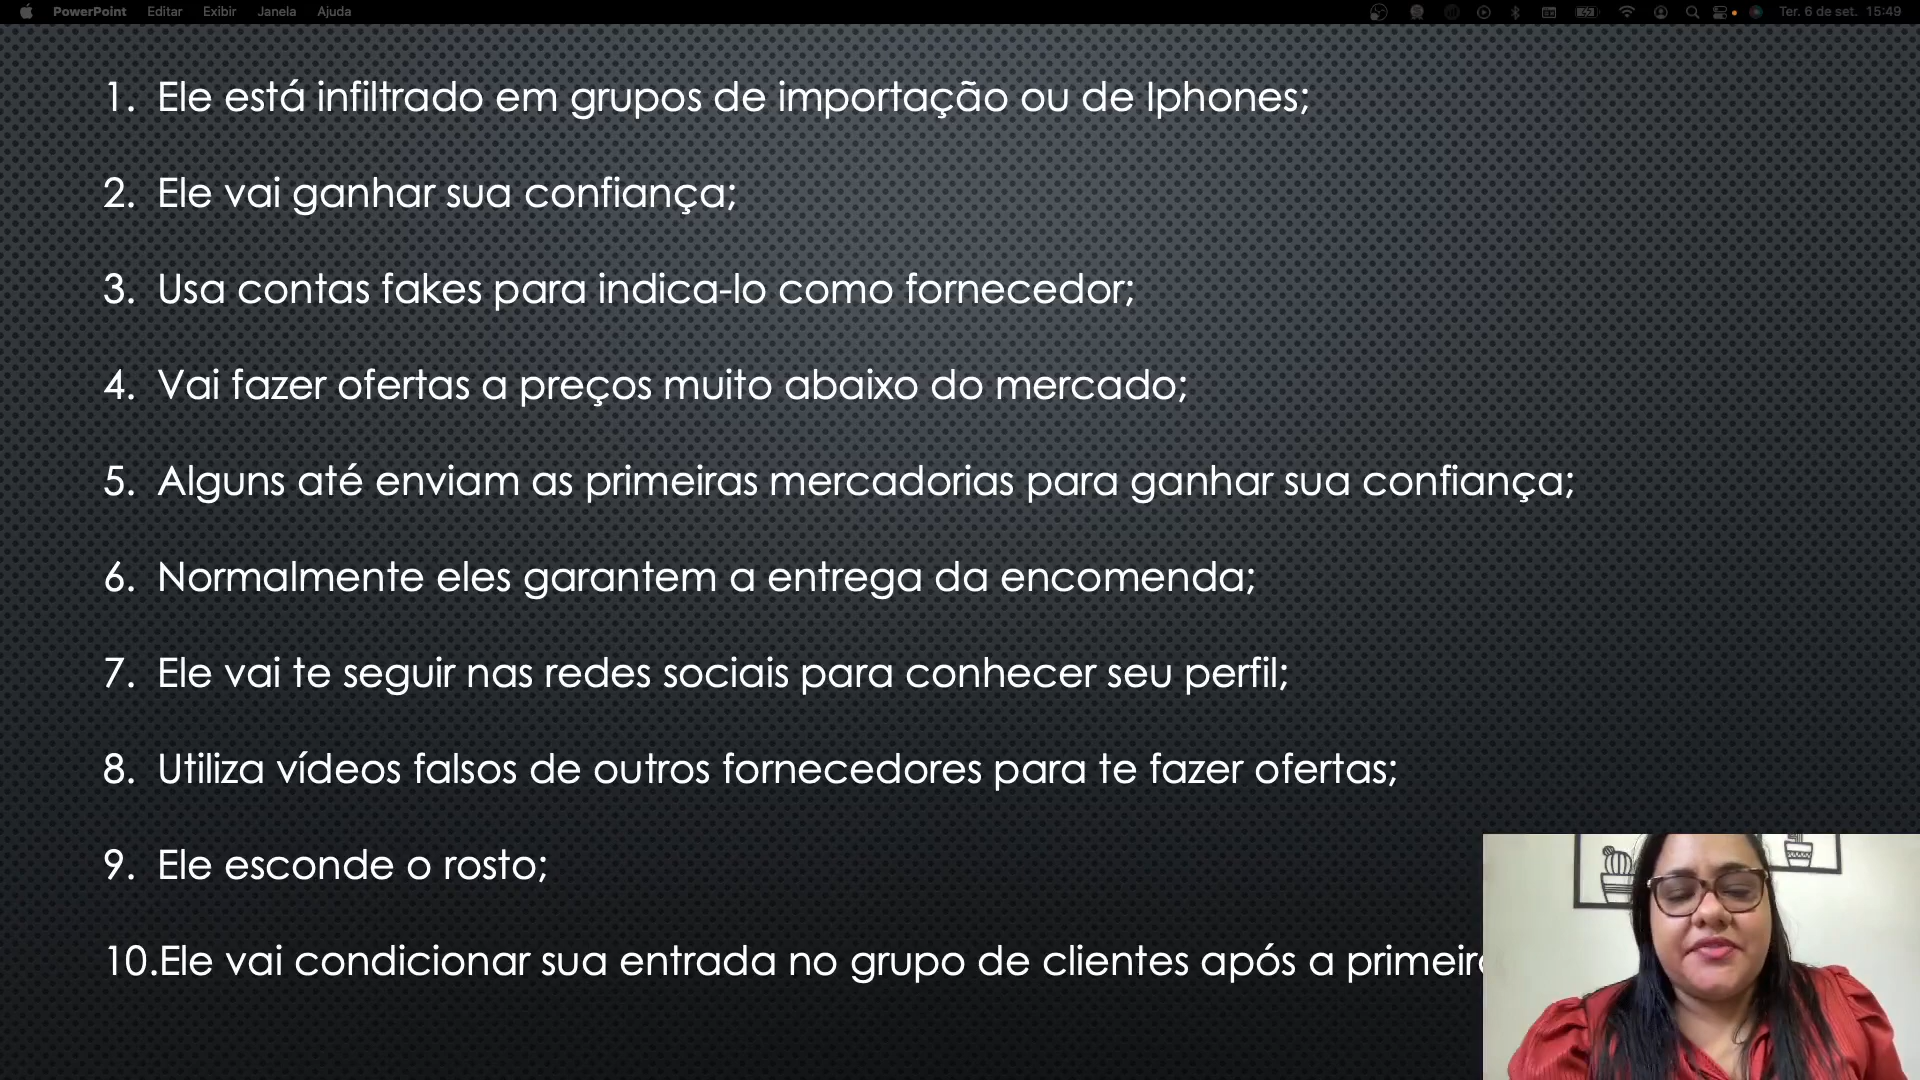 PowerPoint Editar Exibir Janela Ajuda Ter. 6 de set. 15:49
1. Ele está infiltrado em grupos de importação ou de Iphones;
2. Ele vai ganhar sua confiança;
3. Usa contas fakes para indica-lo como fornecedor;
4. Vai fazer ofertas a preços muito abaixo do mercado;
5. Alguns até enviam as primeiras mercadorias para ganhar sua confiança;
6. Normalmente eles garantem a entrega da encomenda;
7. Ele vai te seguir nas redes sociais para conhecer seu perfil;
8. Utiliza vídeos falsos de outros fornecedores para te fazer ofertas;
9. Ele esconde o rosto;
10.Ele vai condicionar sua entrada no grupo de clientes após a